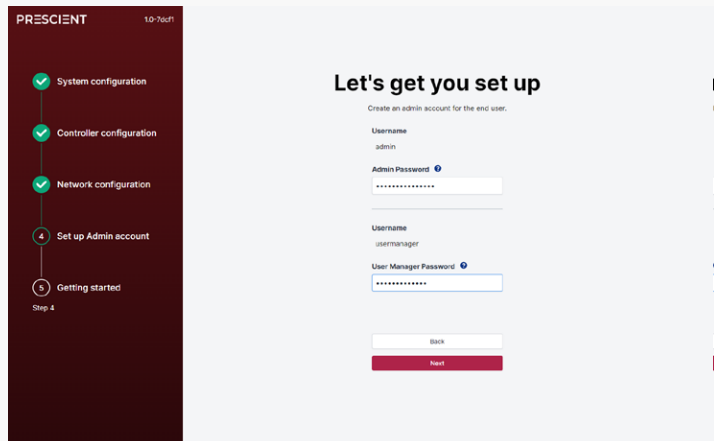 PRESCIENT 1.0-7dcf1
System configuration
Controller configuration
Network configuration
4 Set up Admin account
5 Getting started
Step 4
Let's get you set up
Create an admin account for the end user.
Username
admin
Admin Password ?
•••••••••••••••
Username
usermanager
User Manager Password ?
•••••••••••••
Back
Next